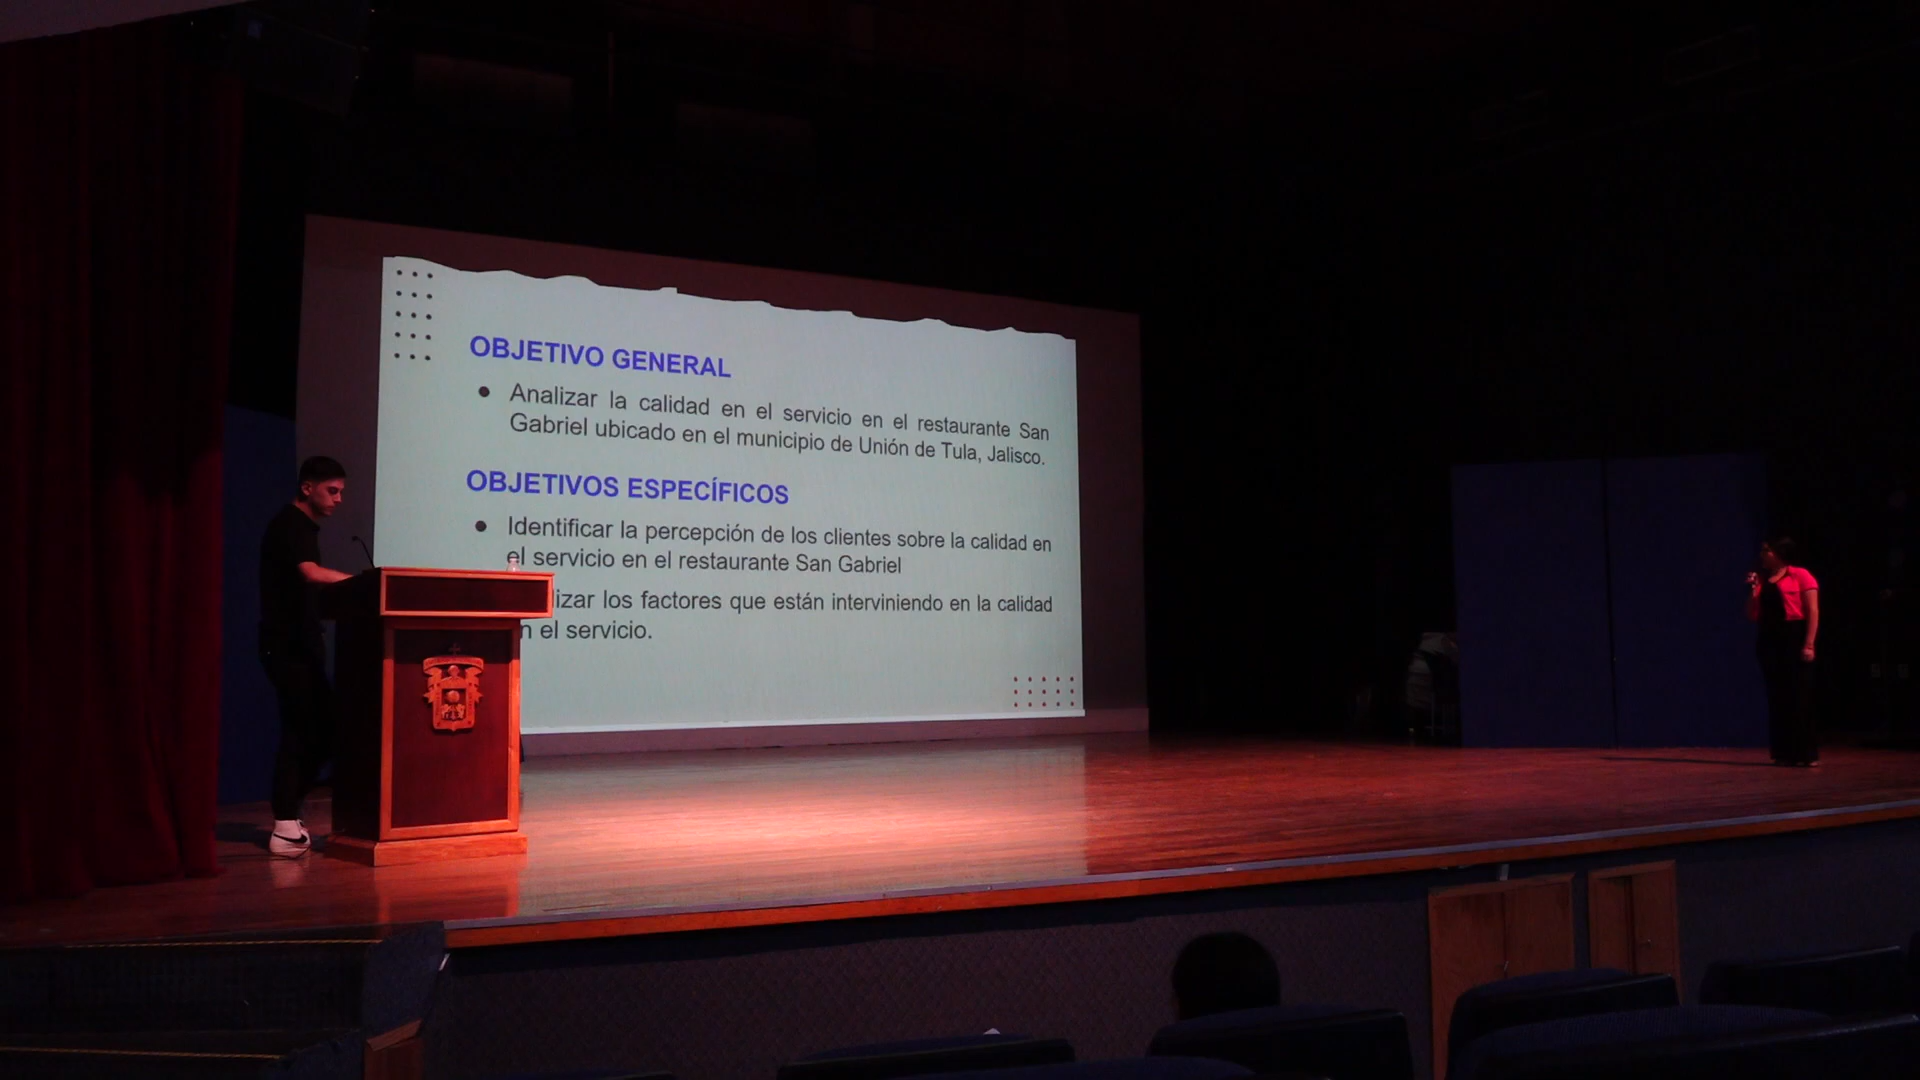 OBJETIVO GENERAL
● Analizar la calidad en el servicio en el restaurante San
Gabriel ubicado en el municipio de Unión de Tula, Jalisco.
OBJETIVOS ESPECÍFICOS
● Identificar la percepción de los clientes sobre la calidad en
el servicio en el restaurante San Gabriel
los factores que están interviniendo en la calidad
el servicio.